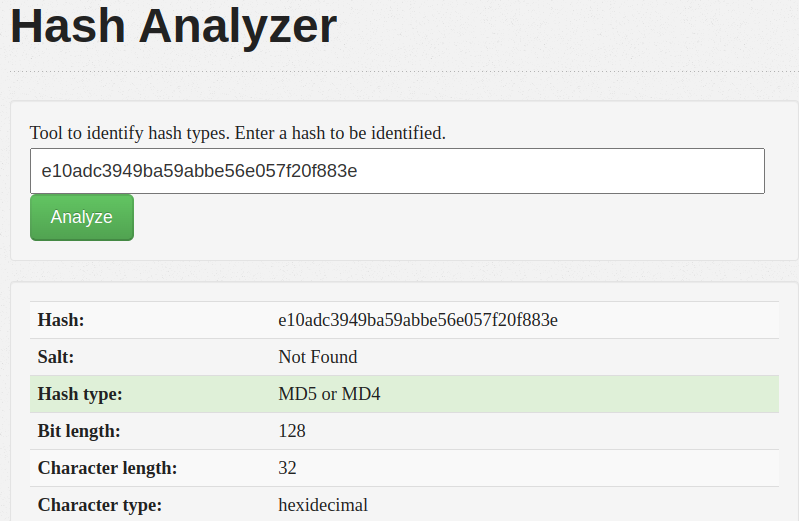 Hash Analyzer
Tool to identify hash types. Enter a hash to be identified.
e10adc3949ba59abbe56e057f20f883e
Analyze
Hash: e10adc3949ba59abbe56e057f20f883e
Salt: Not Found
Hash type: MD5 or MD4
Bit length: 128
Character length: 32
Character type: hexidecimal